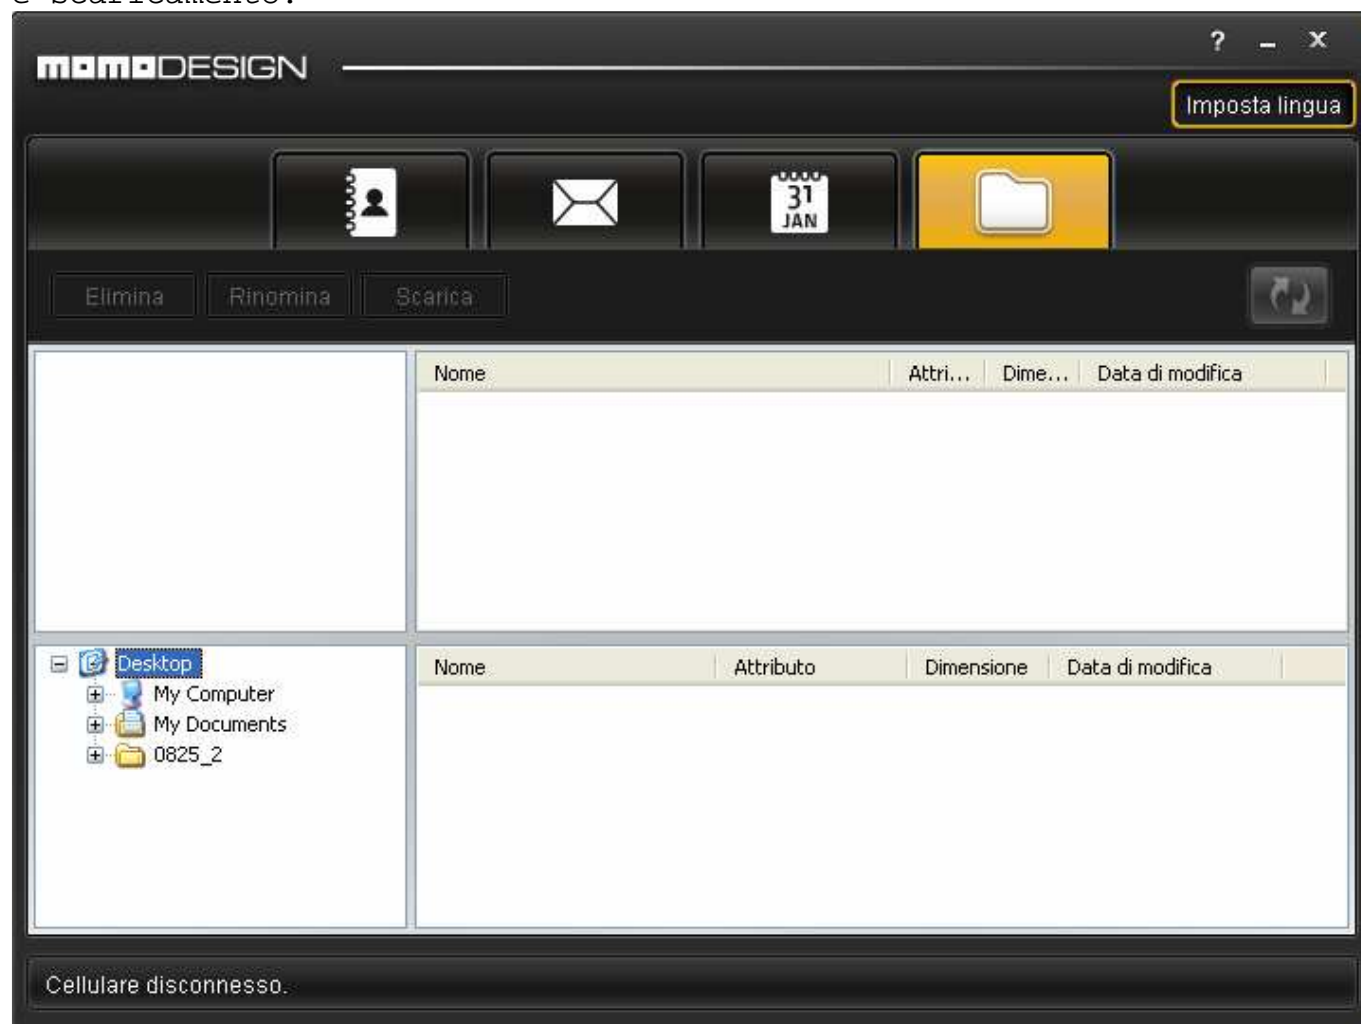 e scaricamento.
? – x
momoDESIGN
Imposta lingua
31
JAN
Elimina Rinomina Scarica
Nome Attri... Dime... Data di modifica
Desktop
My Computer
My Documents
0825_2
Nome Attributo Dimensione Data di modifica
Cellulare disconnesso.